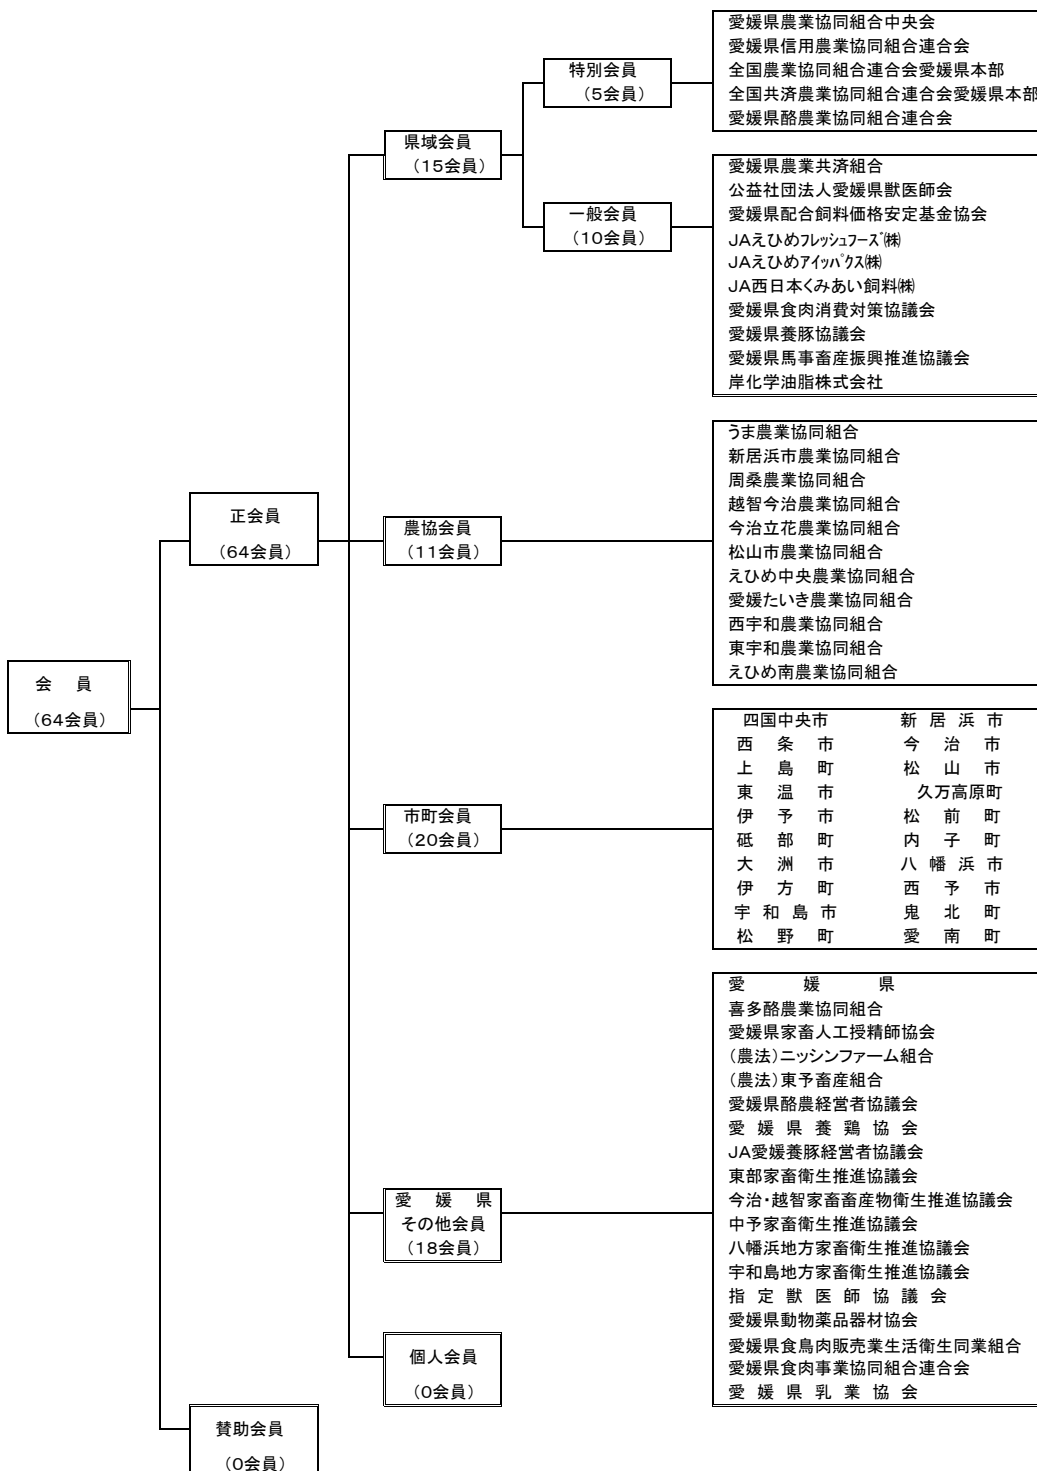 会 員
(64会員)
正会員
(64会員)
県域会員
(15会員)
特別会員
(5会員)
愛媛県農業協同組合中央会
愛媛県信用農業協同組合連合会
全国農業協同組合連合会愛媛県本部
全国共済農業協同組合連合会愛媛県本部
愛媛県酪農業協同組合連合会
一般会員
(10会員)
愛媛県農業共済組合
公益社団法人愛媛県獣医師会
愛媛県配合飼料価格安定基金協会
JAえひめフレッシュフーズ㈱
JAえひめアイパックス㈱
JA西日本くみあい飼料㈱
愛媛県食肉消費対策協議会
愛媛県養豚協議会
愛媛県馬事畜産振興推進協議会
岸化学油脂株式会社
農協会員
(11会員)
うま農業協同組合
新居浜市農業協同組合
周桑農業協同組合
越智今治農業協同組合
今治立花農業協同組合
松山市農業協同組合
えひめ中央農業協同組合
愛媛たいき農業協同組合
西宇和農業協同組合
東宇和農業協同組合
えひめ南農業協同組合
市町会員
(20会員)
四国中央市 新居浜市
西条市 今治市
上島町 松山市
東温市 久万高原町
伊予市 松前町
砥部町 内子町
大洲市 八幡浜市
伊方町 西予市
宇和島市 鬼北町
松野町 愛南町
愛媛県
その他会員
(18会員)
愛媛県
喜多酪農業協同組合
愛媛県家畜人工授精師協会
(農法)ニッシンファーム組合
(農法)東予畜産組合
愛媛県酪農経営者協議会
愛媛県養鶏協会
JA愛媛養豚経営者協議会
東部家畜衛生推進協議会
今治・越智家畜畜産物衛生推進協議会
中予家畜衛生推進協議会
八幡浜地方家畜衛生推進協議会
宇和島地方家畜衛生推進協議会
指定獣医師協議会
愛媛県動物薬品器材協会
愛媛県食鳥肉販売業生活衛生同業組合
愛媛県食肉事業協同組合連合会
愛媛県乳業協会
個人会員
(0会員)
賛助会員
(0会員)